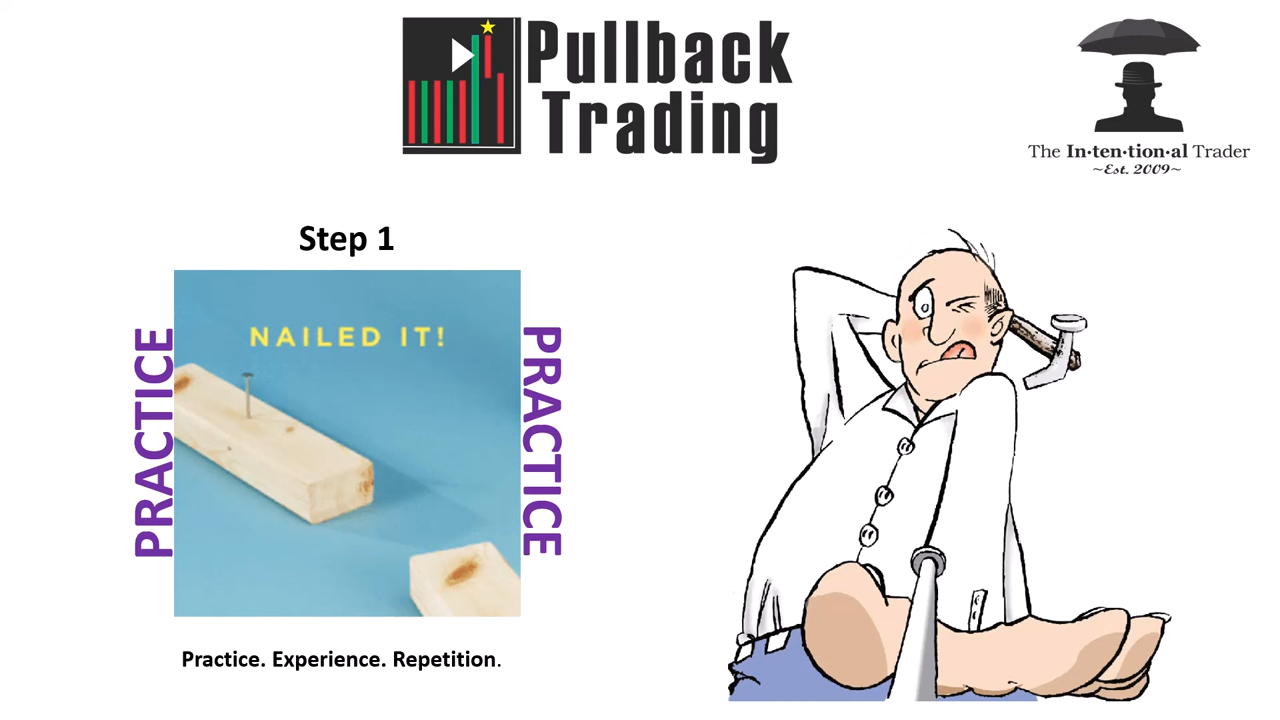 Pullback
Trading
The In·ten·tion·al Trader
~Est. 2009~
Step 1
PRACTICE
NAILED IT!
PRACTICE
Practice. Experience. Repetition.